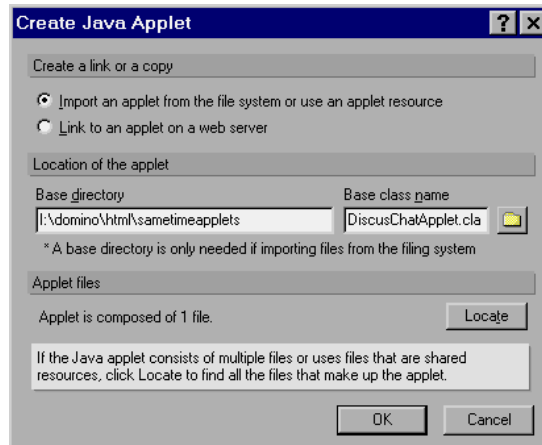 Create Java Applet
Create a link or a copy
Import an applet from the file system or use an applet resource
Link to an applet on a web server
Location of the applet
Base directory Base class name
I:\domino\html\sametimeapplets DiscusChatApplet.cla
*A base directory is only needed if importing files from the filing system
Applet files
Applet is composed of 1 file.
Locate
If the Java applet consists of multiple files or uses files that are shared
resources, click Locate to find all the files that make up the applet.
OK Cancel